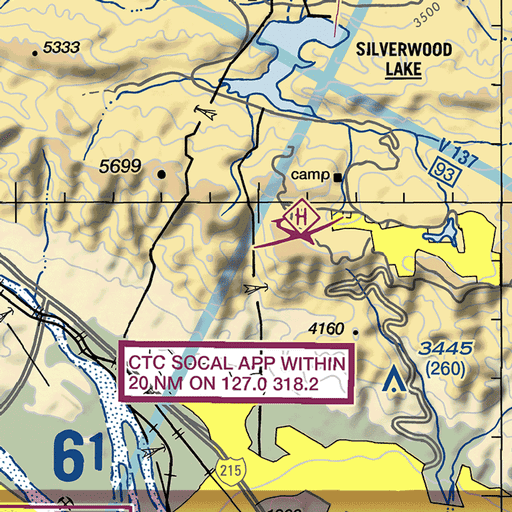 3500
5333
SILVERWOOD
LAKE
V 137
5699
camp
93
H
4160
3445
(260)
CTC SOCAL APP WITHIN
20 NM ON 127.0 318.2
61
215